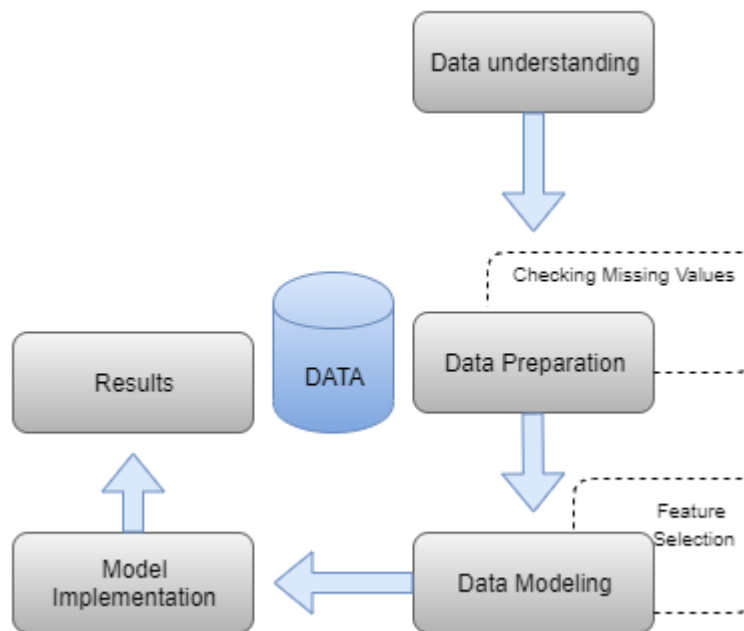 Data understanding
Checking Missing Values
Data Preparation
DATA
Results
Feature
Selection
Data Modeling
Model
Implementation